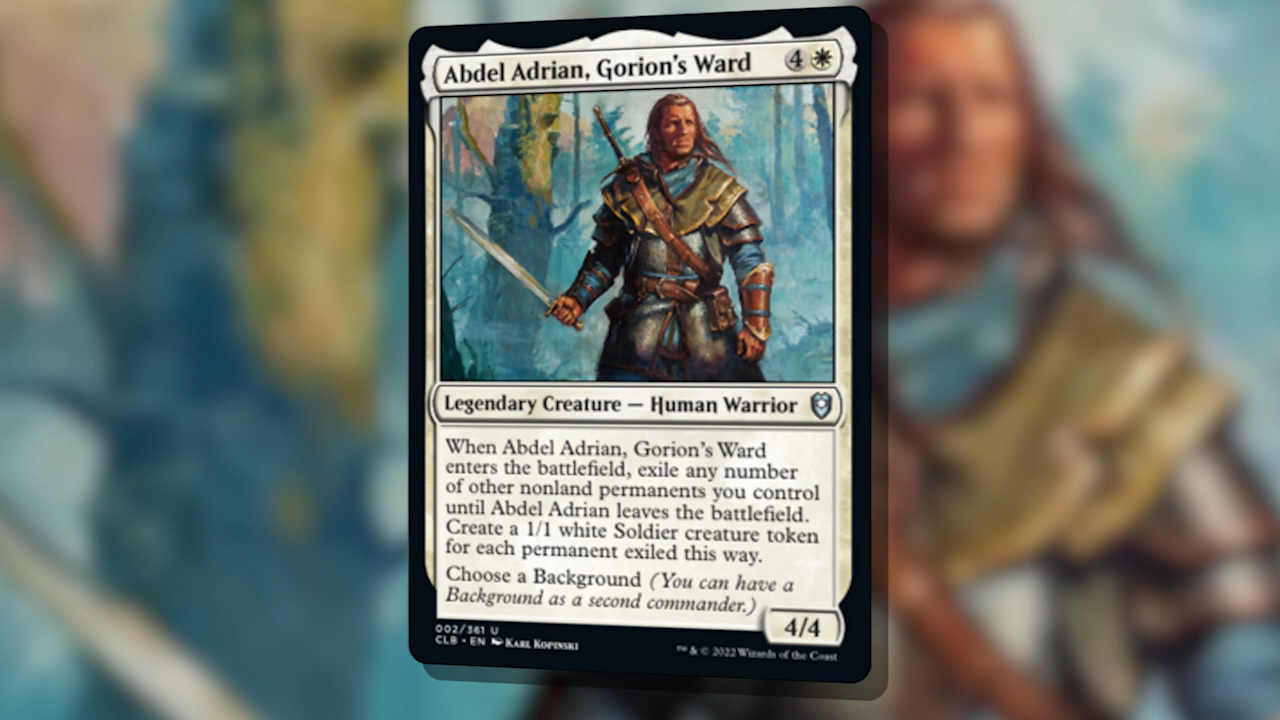 Abdel Adrian, Gorion's Ward 4
Legendary Creature — Human Warrior
When Abdel Adrian, Gorion's Ward
enters the battlefield, exile any number
of other nonland permanents you control
until Abdel Adrian leaves the battlefield.
Create a 1/1 white Soldier creature token
for each permanent exiled this way.
Choose a Background (You can have a
Background as a second commander.)
4/4
002/361 U
CLB • EN Karl Kopinski
™ & © 2022 Wizards of the Coast